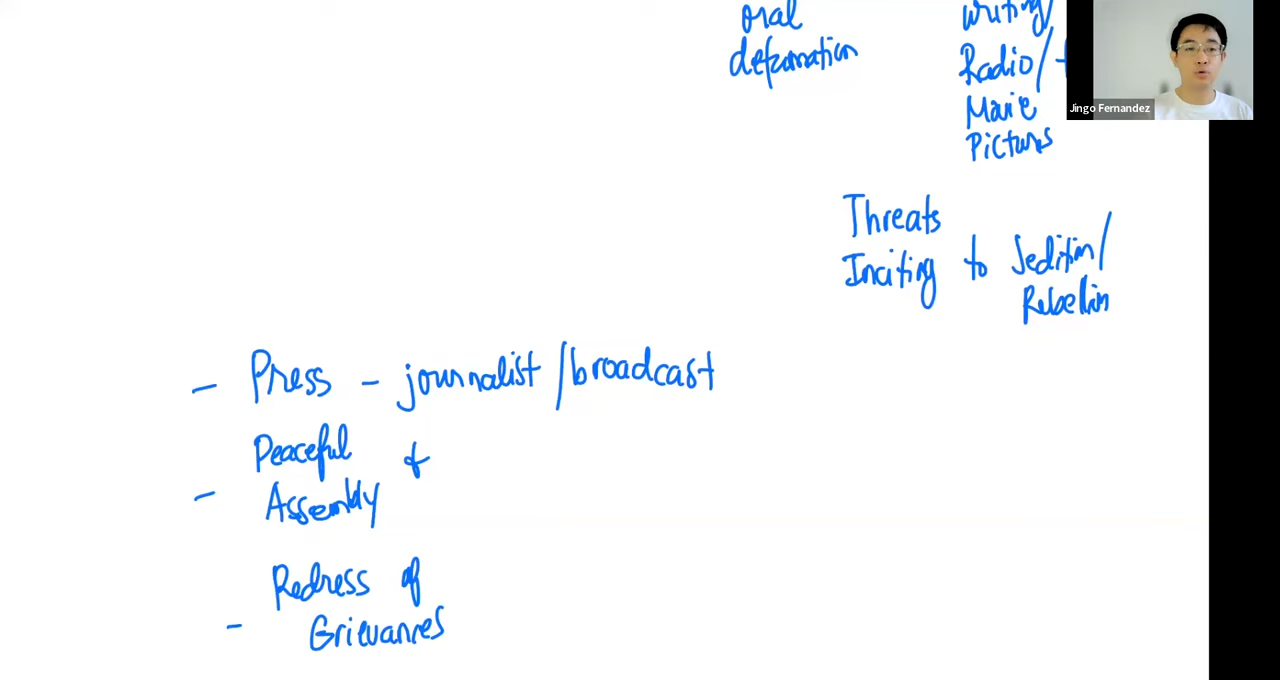 oral
defamation
writing/
Radio/
Movie
Pictures
Jingo Fernandez
Threats
Inciting to Sedition/
Rebellion
- Press - journalist/broadcast
Peaceful &
- Assembly
Redress of
- Grievances